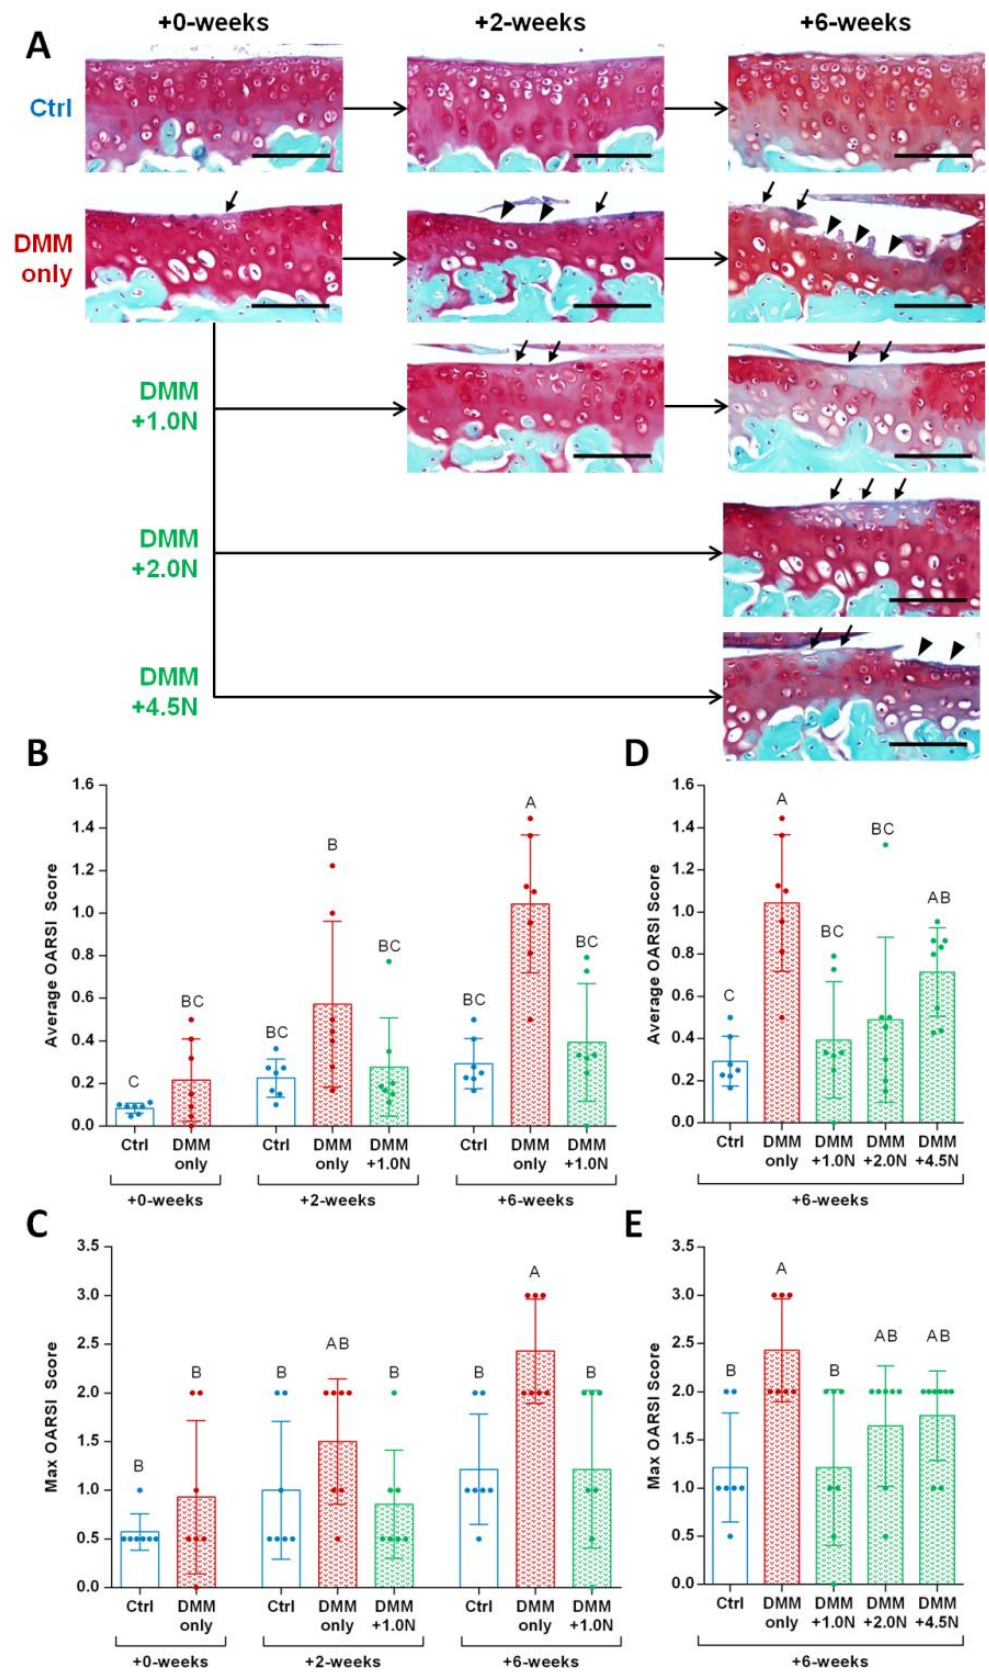 +0-weeks +2-weeks +6-weeks
A
Ctrl
DMM
only
DMM
+1.0N
DMM
+2.0N
DMM
+4.5N
B
1.6
1.4
1.2
1.0
0.8
0.6
0.4
0.2
0.0
Average OARSI Score
C
BC
BC
B
BC
BC
A
BC
Ctrl DMM Ctrl DMM DMM Ctrl DMM DMM
only only +1.0N only +1.0N
+0-weeks +2-weeks +6-weeks
D
1.6
1.4
1.2
1.0
0.8
0.6
0.4
0.2
0.0
Average OARSI Score
C
A
BC
BC
AB
Ctrl DMM DMM DMM DMM
only +1.0N +2.0N +4.5N
+6-weeks
C
3.5
3.0
2.5
2.0
1.5
1.0
0.5
0.0
Max OARSI Score
B
B
B
AB
B
B
A
B
Ctrl DMM Ctrl DMM DMM Ctrl DMM DMM
only only +1.0N only +1.0N
+0-weeks +2-weeks +6-weeks
E
3.5
3.0
2.5
2.0
1.5
1.0
0.5
0.0
Max OARSI Score
B
A
B
AB
AB
Ctrl DMM DMM DMM DMM
only +1.0N +2.0N +4.5N
+6-weeks